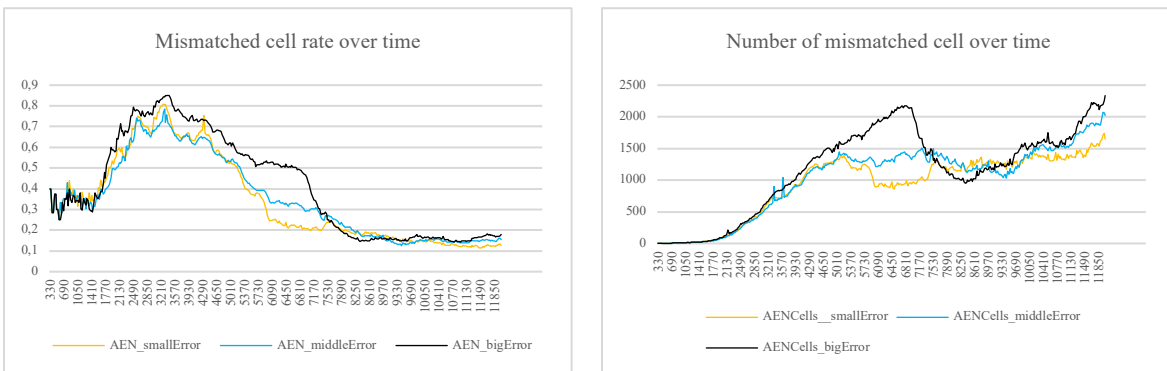 Mismatched cell rate over time
0,9
0,8
0,7
0,6
0,5
0,4
0,3
0,2
0,1
0
330 690 1050 1410 1770 2130 2490 2850 3210 3570 3930 4290 4650 5010 5370 5730 6090 6450 6810 7170 7530 7890 8250 8610 8970 9330 9690 10050 10410 10770 11130 11490 11850
AEN_smallError AEN_middleError AEN_bigError
Number of mismatched cell over time
2500
2000
1500
1000
500
0
330 690 1050 1410 1770 2130 2490 2850 3210 3570 3930 4290 4650 5010 5370 5730 6090 6450 6810 7170 7530 7890 8250 8610 8970 9330 9690 10050 10410 10770 11130 11490 11850
AENCells__smallError AENCells_middleError
AENCells_bigError